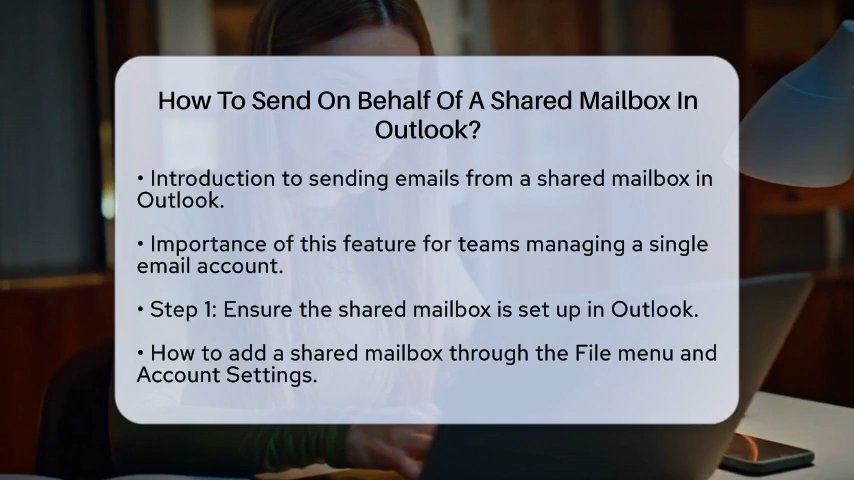 How To Send On Behalf Of A Shared Mailbox In
Outlook?
• Introduction to sending emails from a shared mailbox in
Outlook.
• Importance of this feature for teams managing a single
email account.
• Step 1: Ensure the shared mailbox is set up in Outlook.
• How to add a shared mailbox through the File menu and
Account Settings.